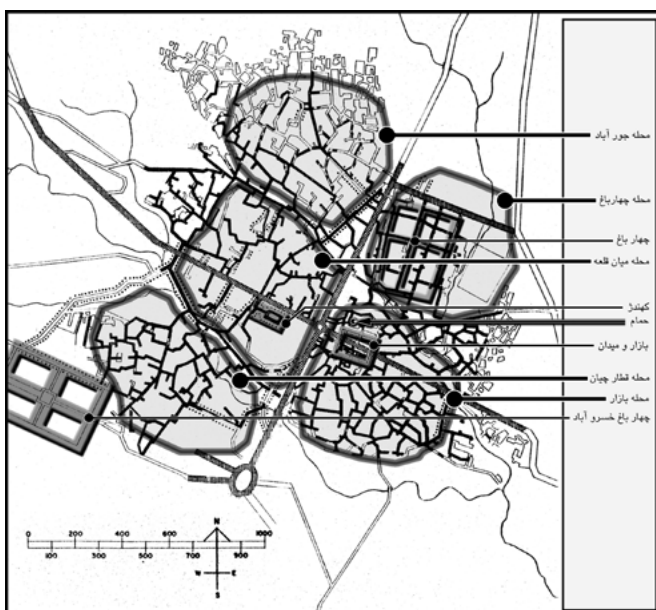 محله جور آباد
محله چهارباغ
چهار باغ
محله میان قلعه
کهندژ
حمام
بازار و میدان
محله قطار چیان
محله بازار
چهار باغ خسرو آباد
0 200 400 600 800 1000
100 300 500 700 900
N
W E
S